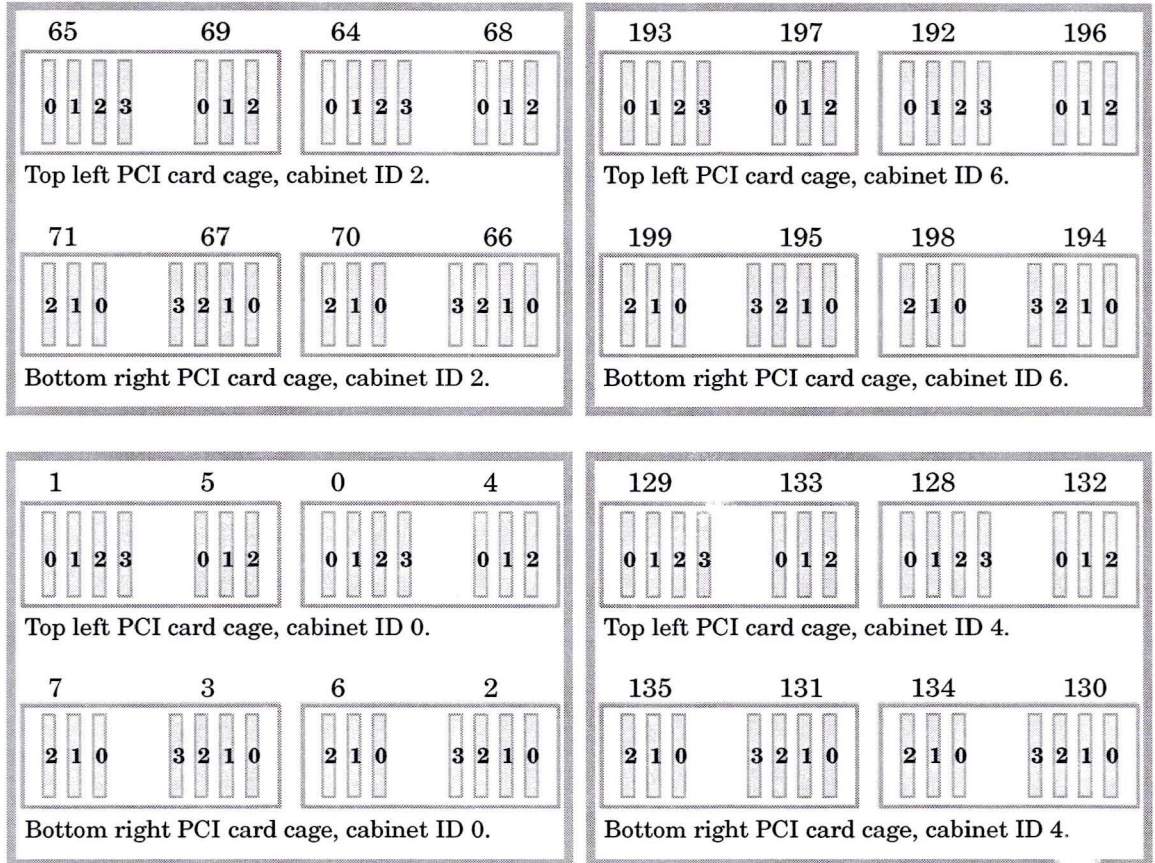 65 69 64 68
0 1 2 3 0 1 2 0 1 2 3 0 1 2
Top left PCI card cage, cabinet ID 2.
71 67 70 66
2 1 0 3 2 1 0 2 1 0 3 2 1 0
Bottom right PCI card cage, cabinet ID 2.
193 197 192 196
0 1 2 3 0 1 2 0 1 2 3 0 1 2
Top left PCI card cage, cabinet ID 6.
199 195 198 194
2 1 0 3 2 1 0 2 1 0 3 2 1 0
Bottom right PCI card cage, cabinet ID 6.
1 5 0 4
0 1 2 3 0 1 2 0 1 2 3 0 1 2
Top left PCI card cage, cabinet ID 0.
7 3 6 2
2 1 0 3 2 1 0 2 1 0 3 2 1 0
Bottom right PCI card cage, cabinet ID 0.
129 133 128 132
0 1 2 3 0 1 2 0 1 2 3 0 1 2
Top left PCI card cage, cabinet ID 4.
135 131 134 130
2 1 0 3 2 1 0 2 1 0 3 2 1 0
Bottom right PCI card cage, cabinet ID 4.